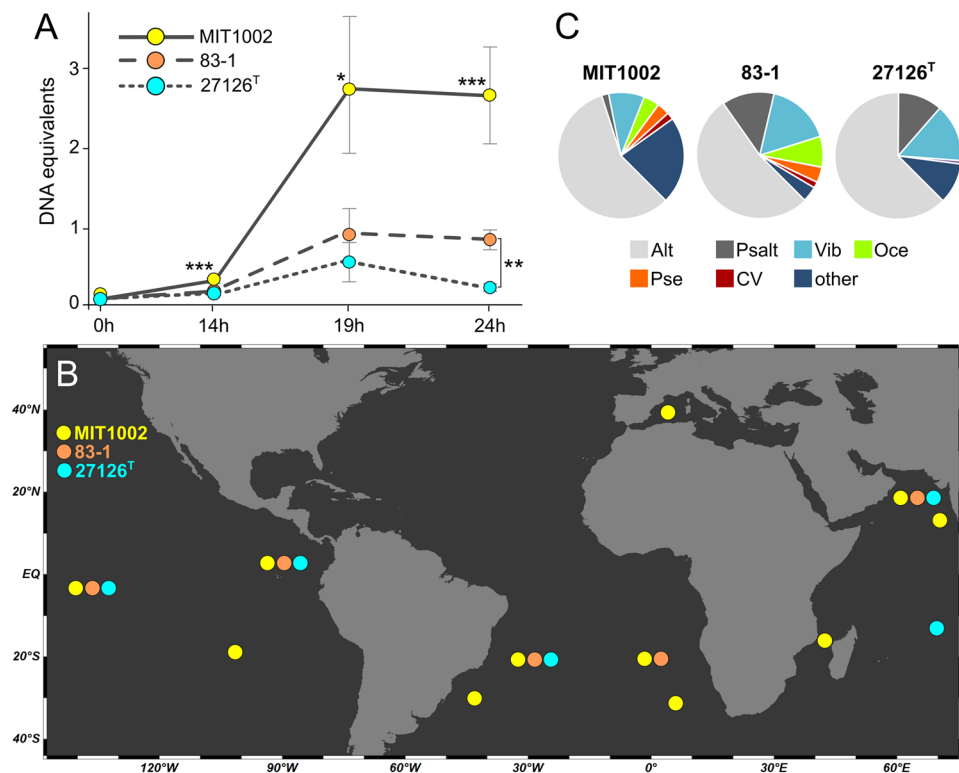 A
MIT1002
83-1
27126ᵀ
DNA equivalents
3
2
1
0
*
***
***
**
0h
14h
19h
24h
C
MIT1002
83-1
27126ᵀ
Alt
Psalt
Vib
Oce
Pse
CV
other
B
MIT1002
83-1
27126ᵀ
40°N
20°N
EQ
20°S
40°S
120°W
90°W
60°W
30°W
0°
30°E
60°E